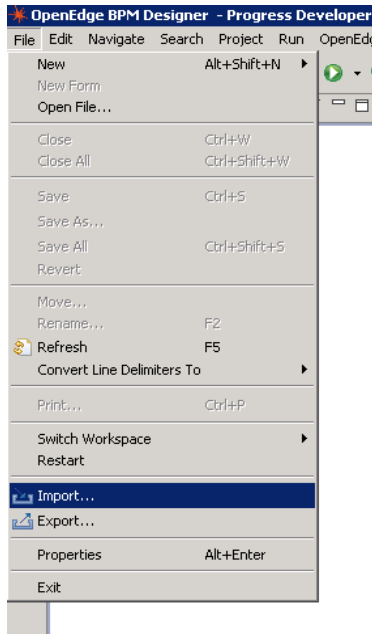 OpenEdge BPM Designer - Progress Developer
File Edit Navigate Search Project Run OpenEd
New Alt+Shift+N
New Form
Open File...
Close Ctrl+W
Close All Ctrl+Shift+W
Save Ctrl+S
Save As...
Save All Ctrl+Shift+S
Revert
Move...
Rename... F2
Refresh F5
Convert Line Delimiters To
Print... Ctrl+P
Switch Workspace
Restart
Import...
Export...
Properties Alt+Enter
Exit